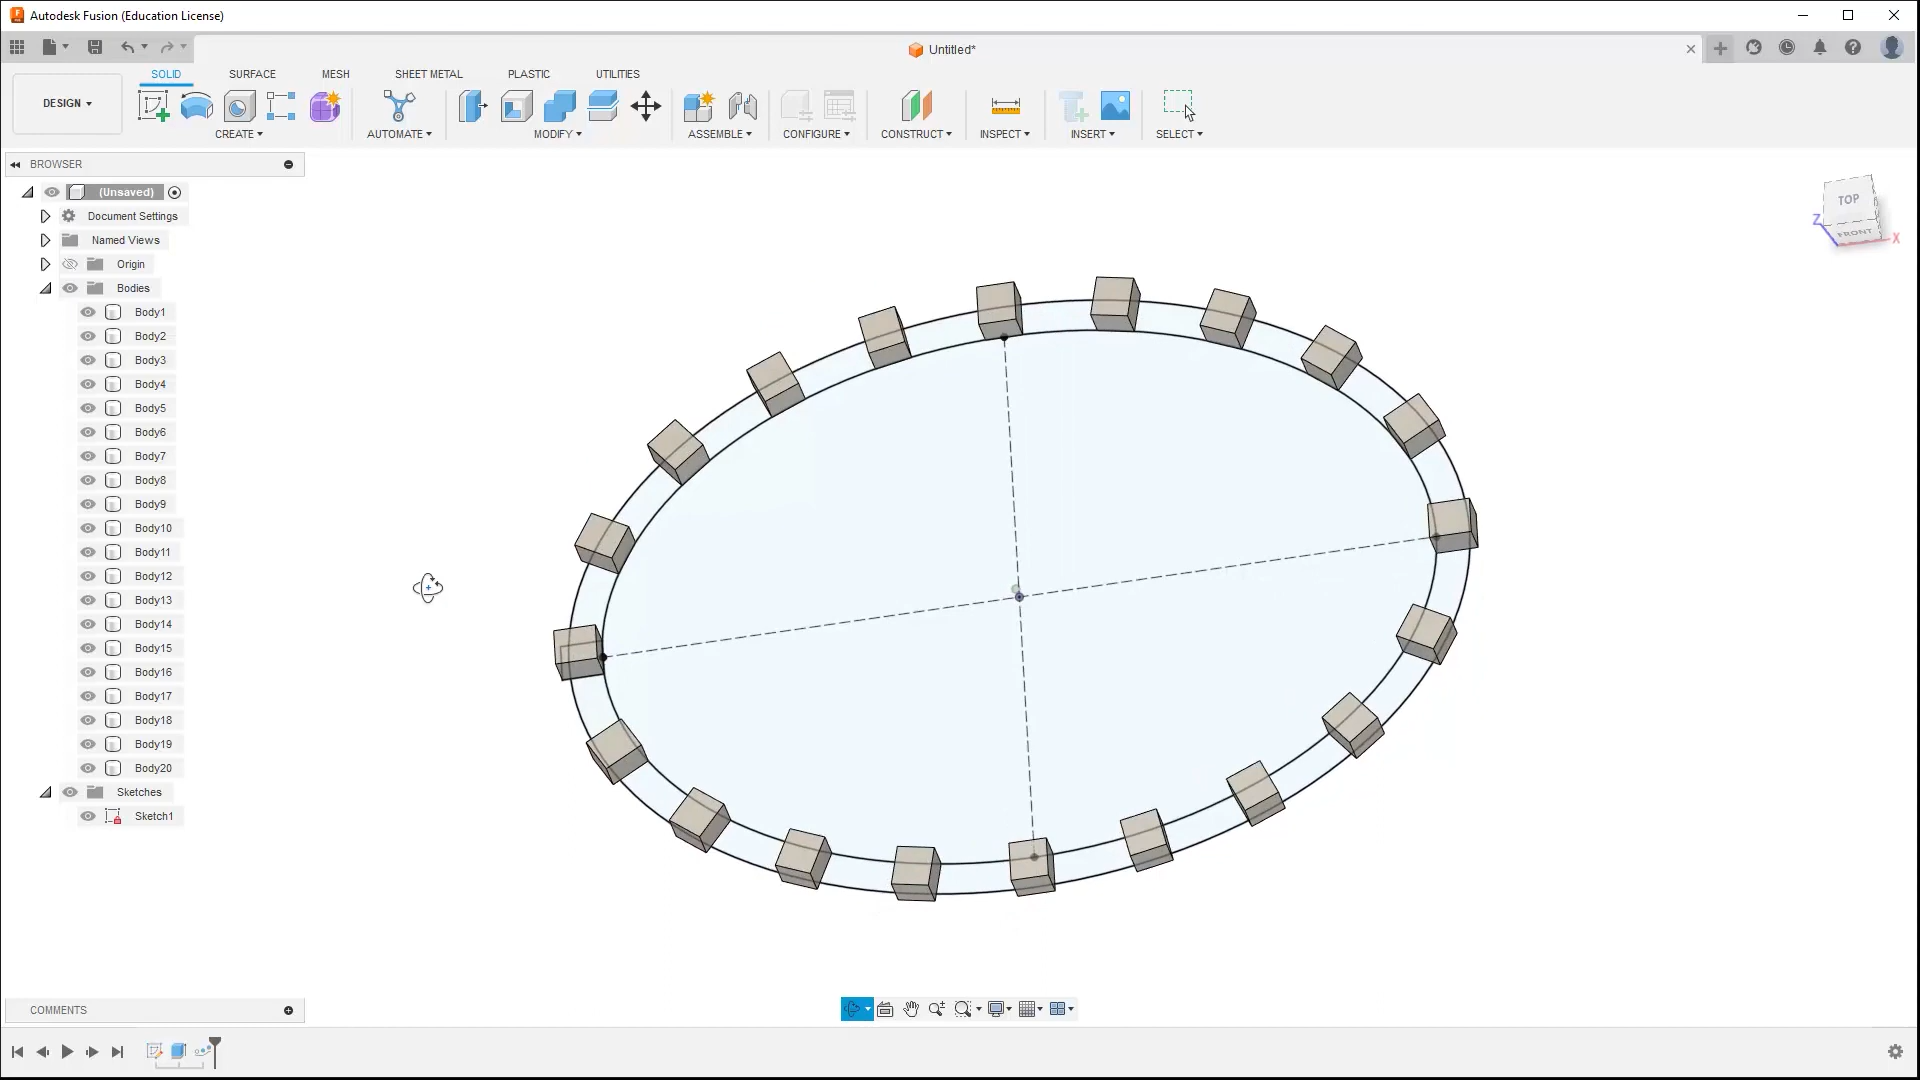 Autodesk Fusion (Education License)
Untitled*
DESIGN
SOLID
SURFACE
MESH
SHEET METAL
PLASTIC
UTILITIES
CREATE
AUTOMATE
MODIFY
ASSEMBLE
CONFIGURE
CONSTRUCT
INSPECT
INSERT
SELECT
BROWSER
(Unsaved)
Document Settings
Named Views
Origin
Bodies
Body1
Body2
Body3
Body4
Body5
Body6
Body7
Body8
Body9
Body10
Body11
Body12
Body13
Body14
Body15
Body16
Body17
Body18
Body19
Body20
Sketches
Sketch1
TOP
FRONT
Z
X
COMMENTS